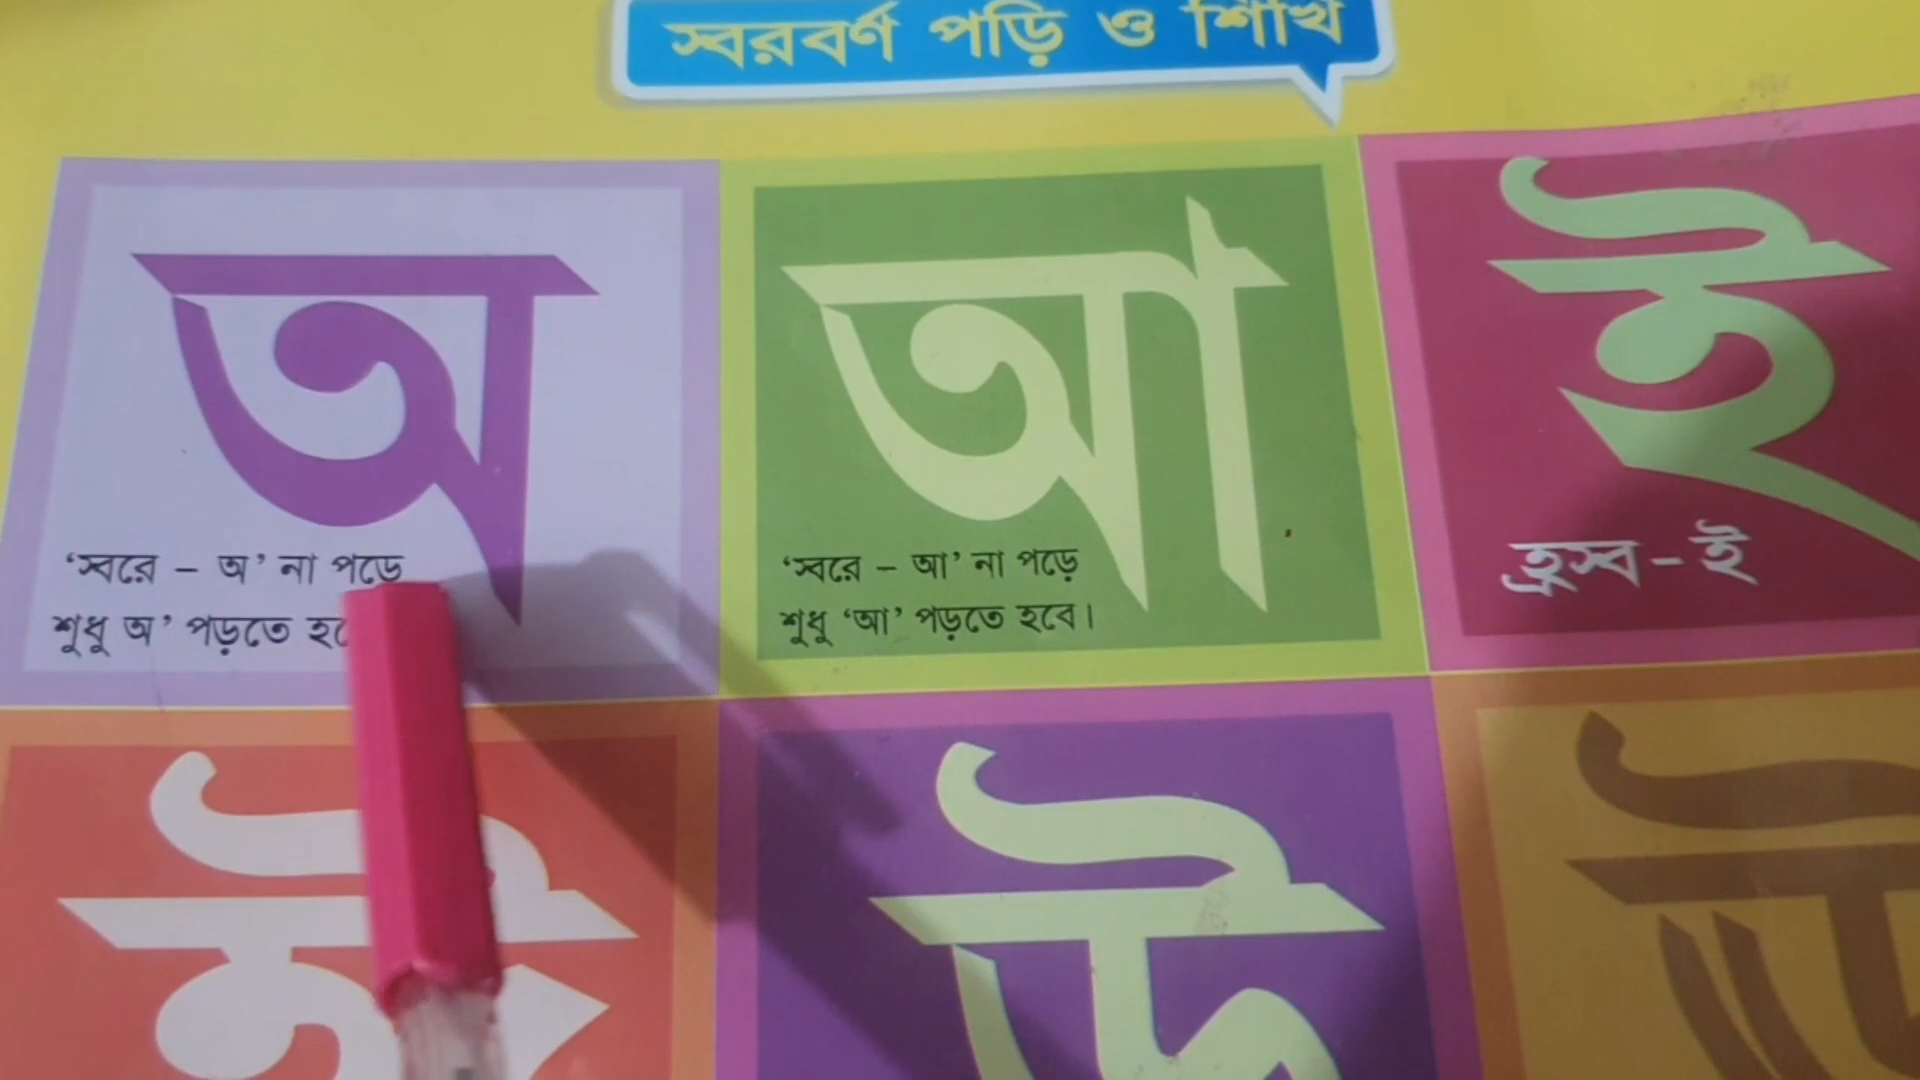 স্বরবর্ণ পড়ি ও শিখি
অ
আ
ই
‘স্বরে – অ’ না পড়ে
শুধু অ’ পড়তে
‘স্বরে – আ’ না পড়ে
শুধু ‘আ’ পড়তে হবে।
হ্রস্ব - ই
ঈ
উ
ঊ